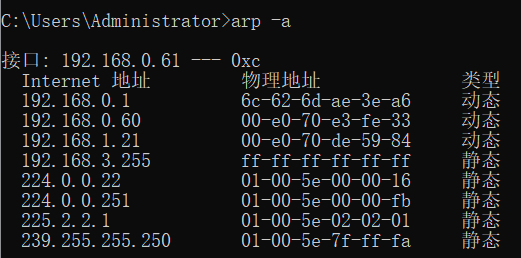 C:\Users\Administrator>arp -a
接口: 192.168.0.61 --- 0xc
Internet 地址 物理地址 类型
192.168.0.1 6c-62-6d-ae-3e-a6 动态
192.168.0.60 00-e0-70-e3-fe-33 动态
192.168.1.21 00-e0-70-de-59-84 动态
192.168.3.255 ff-ff-ff-ff-ff-ff 静态
224.0.0.22 01-00-5e-00-00-16 静态
224.0.0.251 01-00-5e-00-00-fb 静态
225.2.2.1 01-00-5e-02-02-01 静态
239.255.255.250 01-00-5e-7f-ff-fa 静态